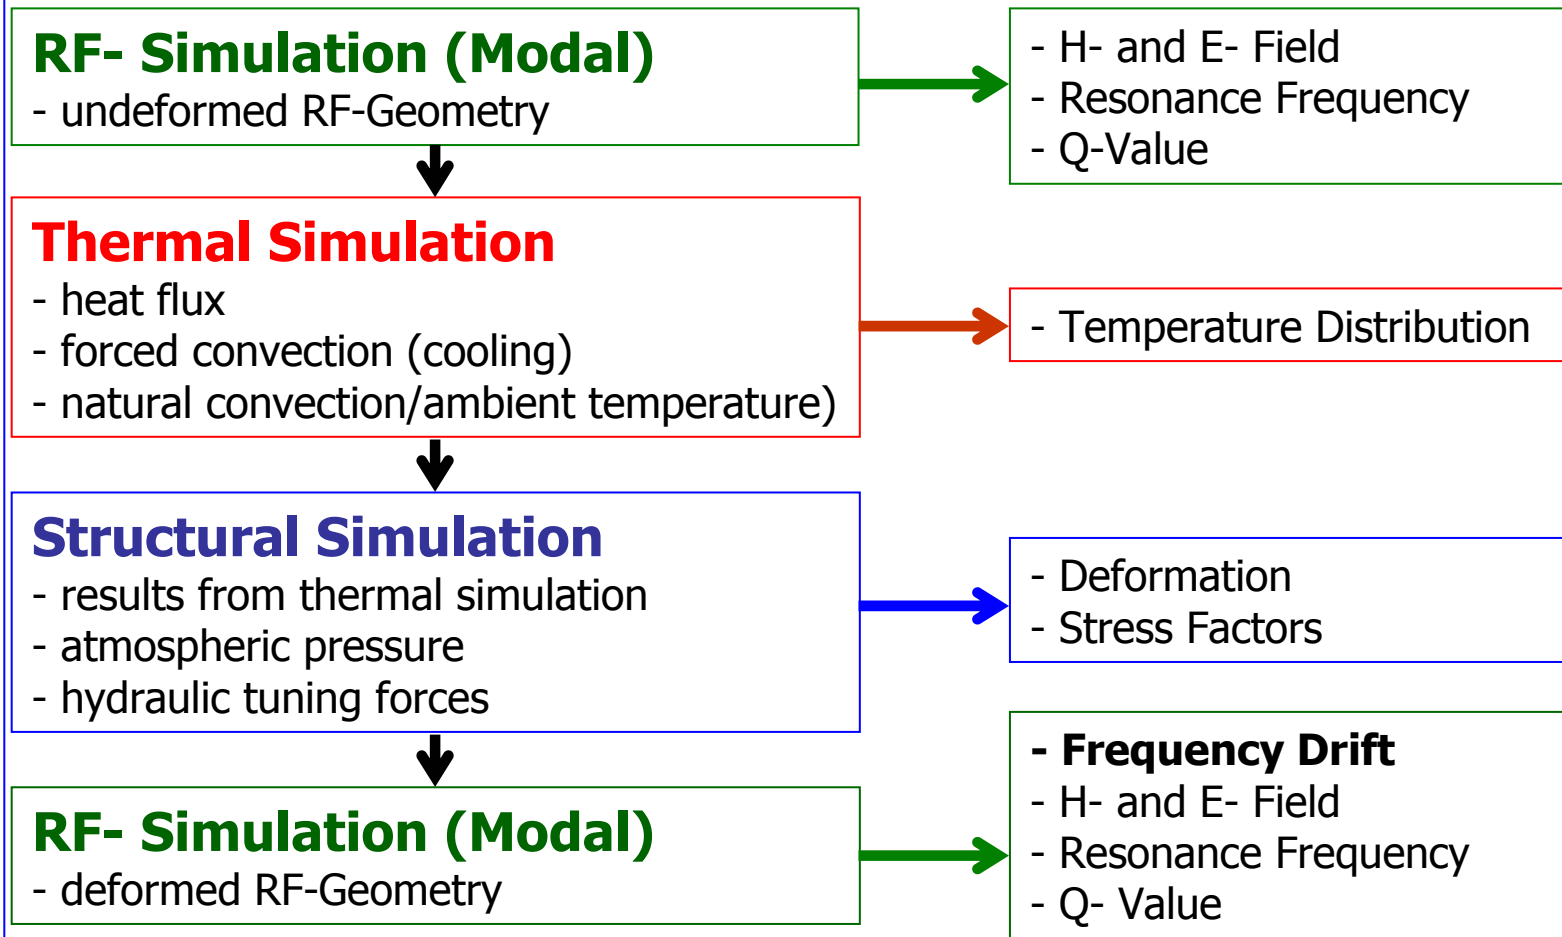 RF- Simulation (Modal)
- undeformed RF-Geometry
- H- and E- Field
- Resonance Frequency
- Q-Value
Thermal Simulation
- heat flux
- forced convection (cooling)
- natural convection/ambient temperature)
- Temperature Distribution
Structural Simulation
- results from thermal simulation
- atmospheric pressure
- hydraulic tuning forces
- Deformation
- Stress Factors
RF- Simulation (Modal)
- deformed RF-Geometry
- Frequency Drift
- H- and E- Field
- Resonance Frequency
- Q- Value